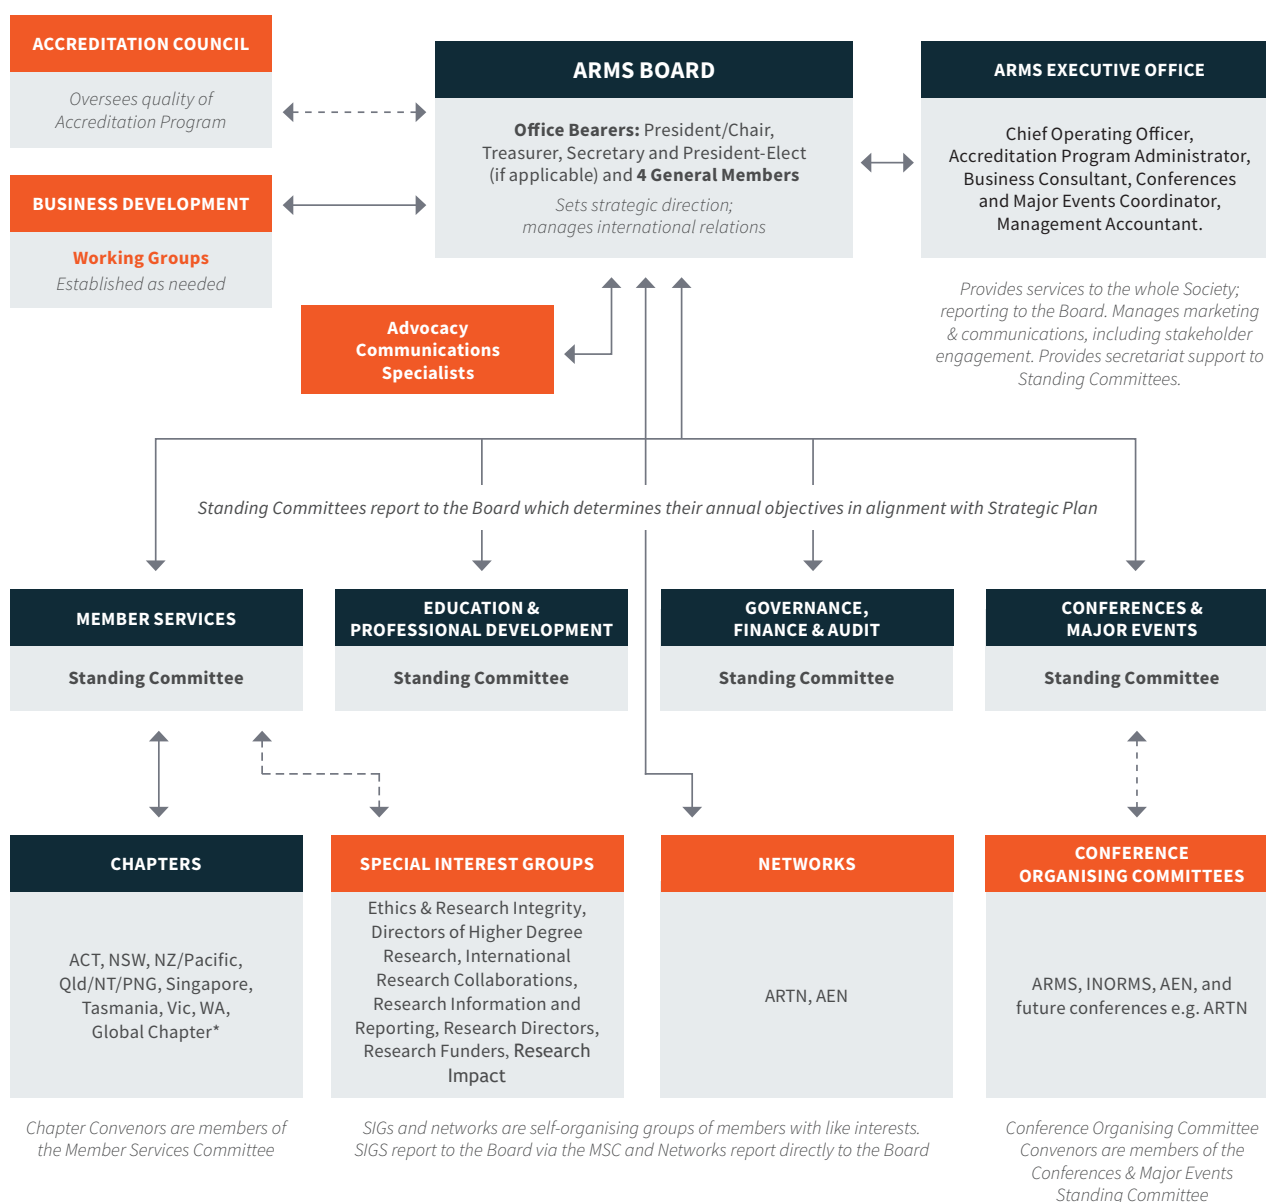 ACCREDITATION COUNCIL
Oversees quality of
Accreditation Program
BUSINESS DEVELOPMENT
Working Groups
Established as needed
ARMS BOARD
Office Bearers: President/Chair,
Treasurer, Secretary and President-Elect
(if applicable) and 4 General Members
Sets strategic direction;
manages international relations
ARMS EXECUTIVE OFFICE
Chief Operating Officer,
Accreditation Program Administrator,
Business Consultant, Conferences
and Major Events Coordinator,
Management Accountant.
Provides services to the whole Society;
reporting to the Board. Manages marketing
& communications, including stakeholder
engagement. Provides secretariat support to
Standing Committees.
Advocacy
Communications
Specialists
Standing Committees report to the Board which determines their annual objectives in alignment with Strategic Plan
MEMBER SERVICES
Standing Committee
EDUCATION &
PROFESSIONAL DEVELOPMENT
Standing Committee
GOVERNANCE,
FINANCE & AUDIT
Standing Committee
CONFERENCES &
MAJOR EVENTS
Standing Committee
CHAPTERS
ACT, NSW, NZ/Pacific,
Qld/NT/PNG, Singapore,
Tasmania, Vic, WA,
Global Chapter*
Chapter Convenors are members of
the Member Services Committee
SPECIAL INTEREST GROUPS
Ethics & Research Integrity,
Directors of Higher Degree
Research, International
Research Collaborations,
Research Information and
Reporting, Research Directors,
Research Funders, Research
Impact
NETWORKS
ARTN, AEN
SIGs and networks are self-organising groups of members with like interests.
SIGS report to the Board via the MSC and Networks report directly to the Board
CONFERENCE
ORGANISING COMMITTEES
ARMS, INORMS, AEN, and
future conferences e.g. ARTN
Conference Organising Committee
Convenors are members of the
Conferences & Major Events
Standing Committee